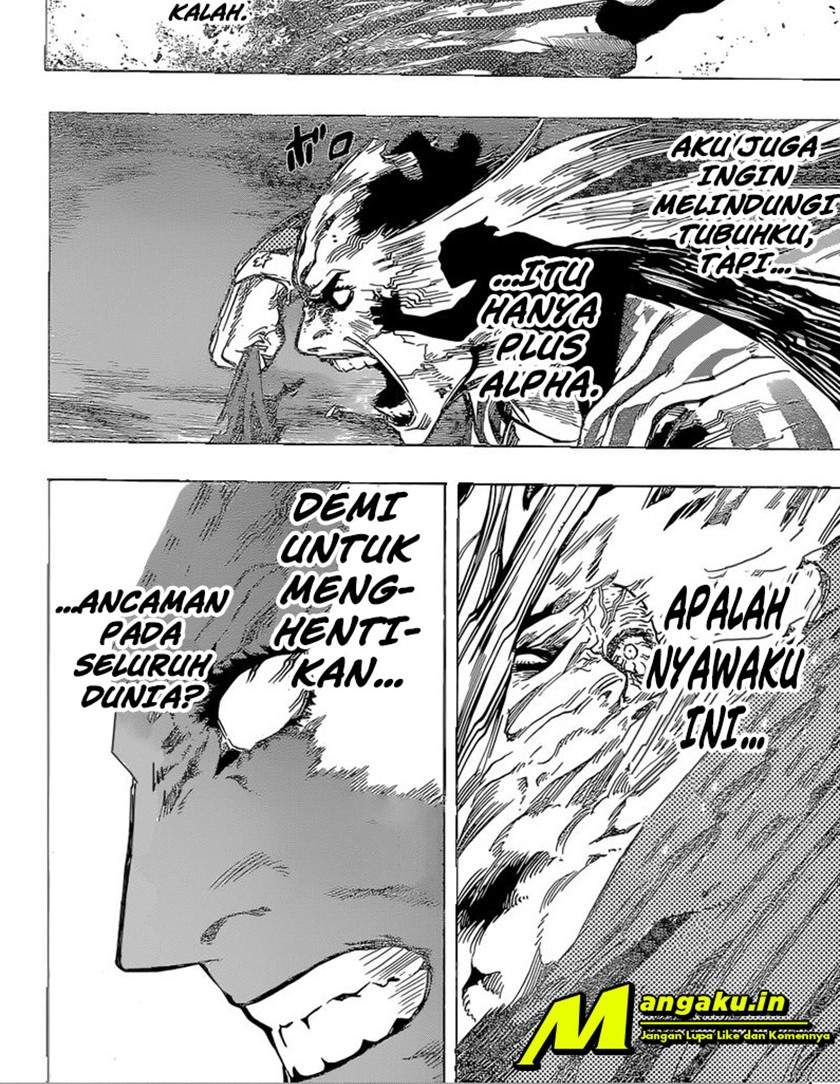 KALAH.
ボロ
AKU JUGA
INGIN
MELINDUNGI
TUBUHKU,
TAPI...
...ITU
HANYA
PLUS
ALPHA.
APALAH
NYAWAKU
INI...
DEMI
UNTUK
MENG-
HENTI-
KAN...
...ANCAMAN
PADA
SELURUH
DUNIA?
Mangaku.in
Jangan Lupa Like dan Komennya